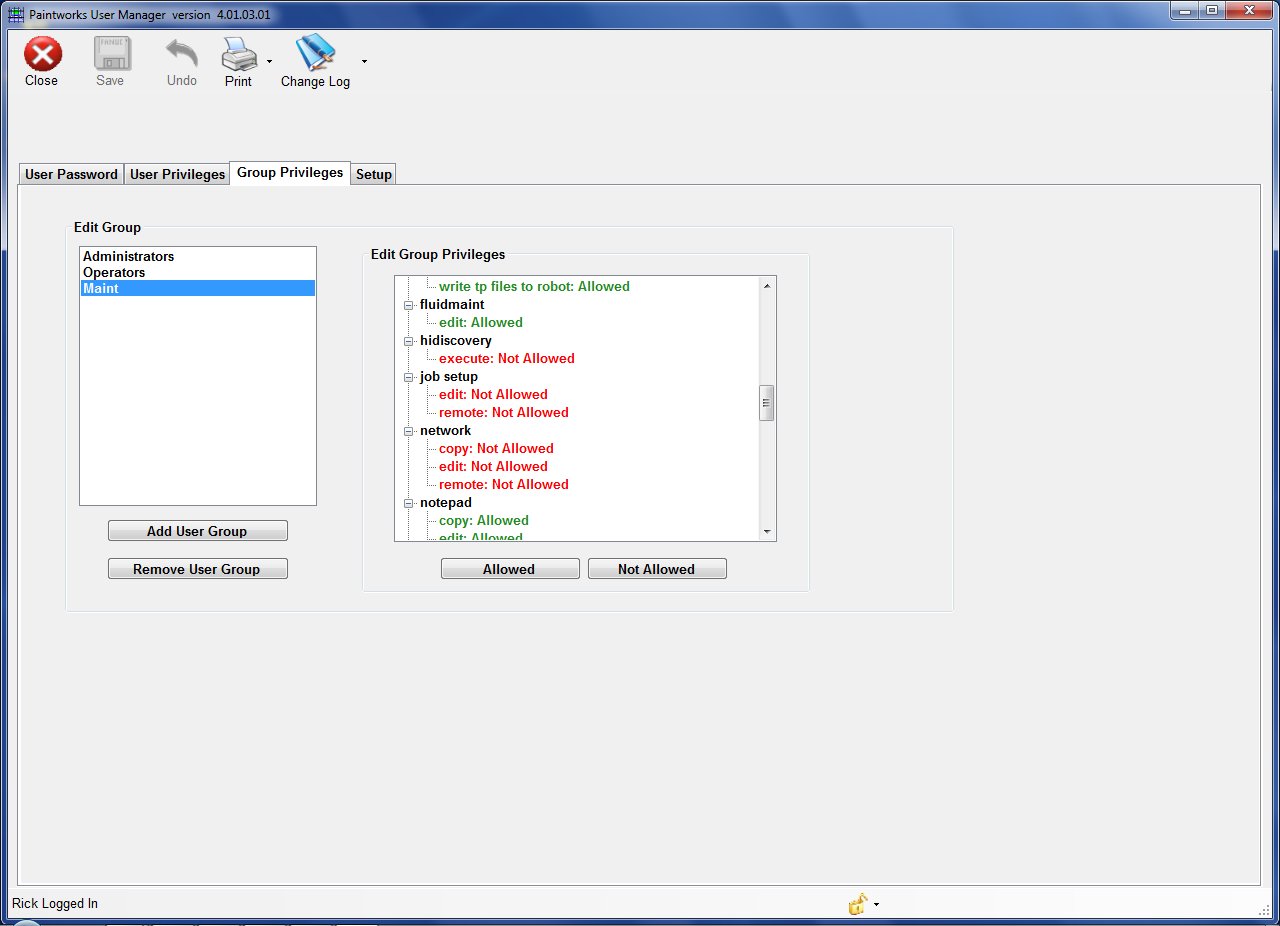 Paintworks User Manager version 4.01.03.01
Close
FANUC
Save
Undo
Print
Change Log
User Password
User Privileges
Group Privileges
Setup
Edit Group
Administrators
Operators
Maint
Add User Group
Remove User Group
Edit Group Privileges
write tp files to robot: Allowed
fluidmaint
edit: Allowed
hidiscovery
execute: Not Allowed
job setup
edit: Not Allowed
remote: Not Allowed
network
copy: Not Allowed
edit: Not Allowed
remote: Not Allowed
notepad
copy: Allowed
edit: Allowed
Allowed
Not Allowed
Rick Logged In